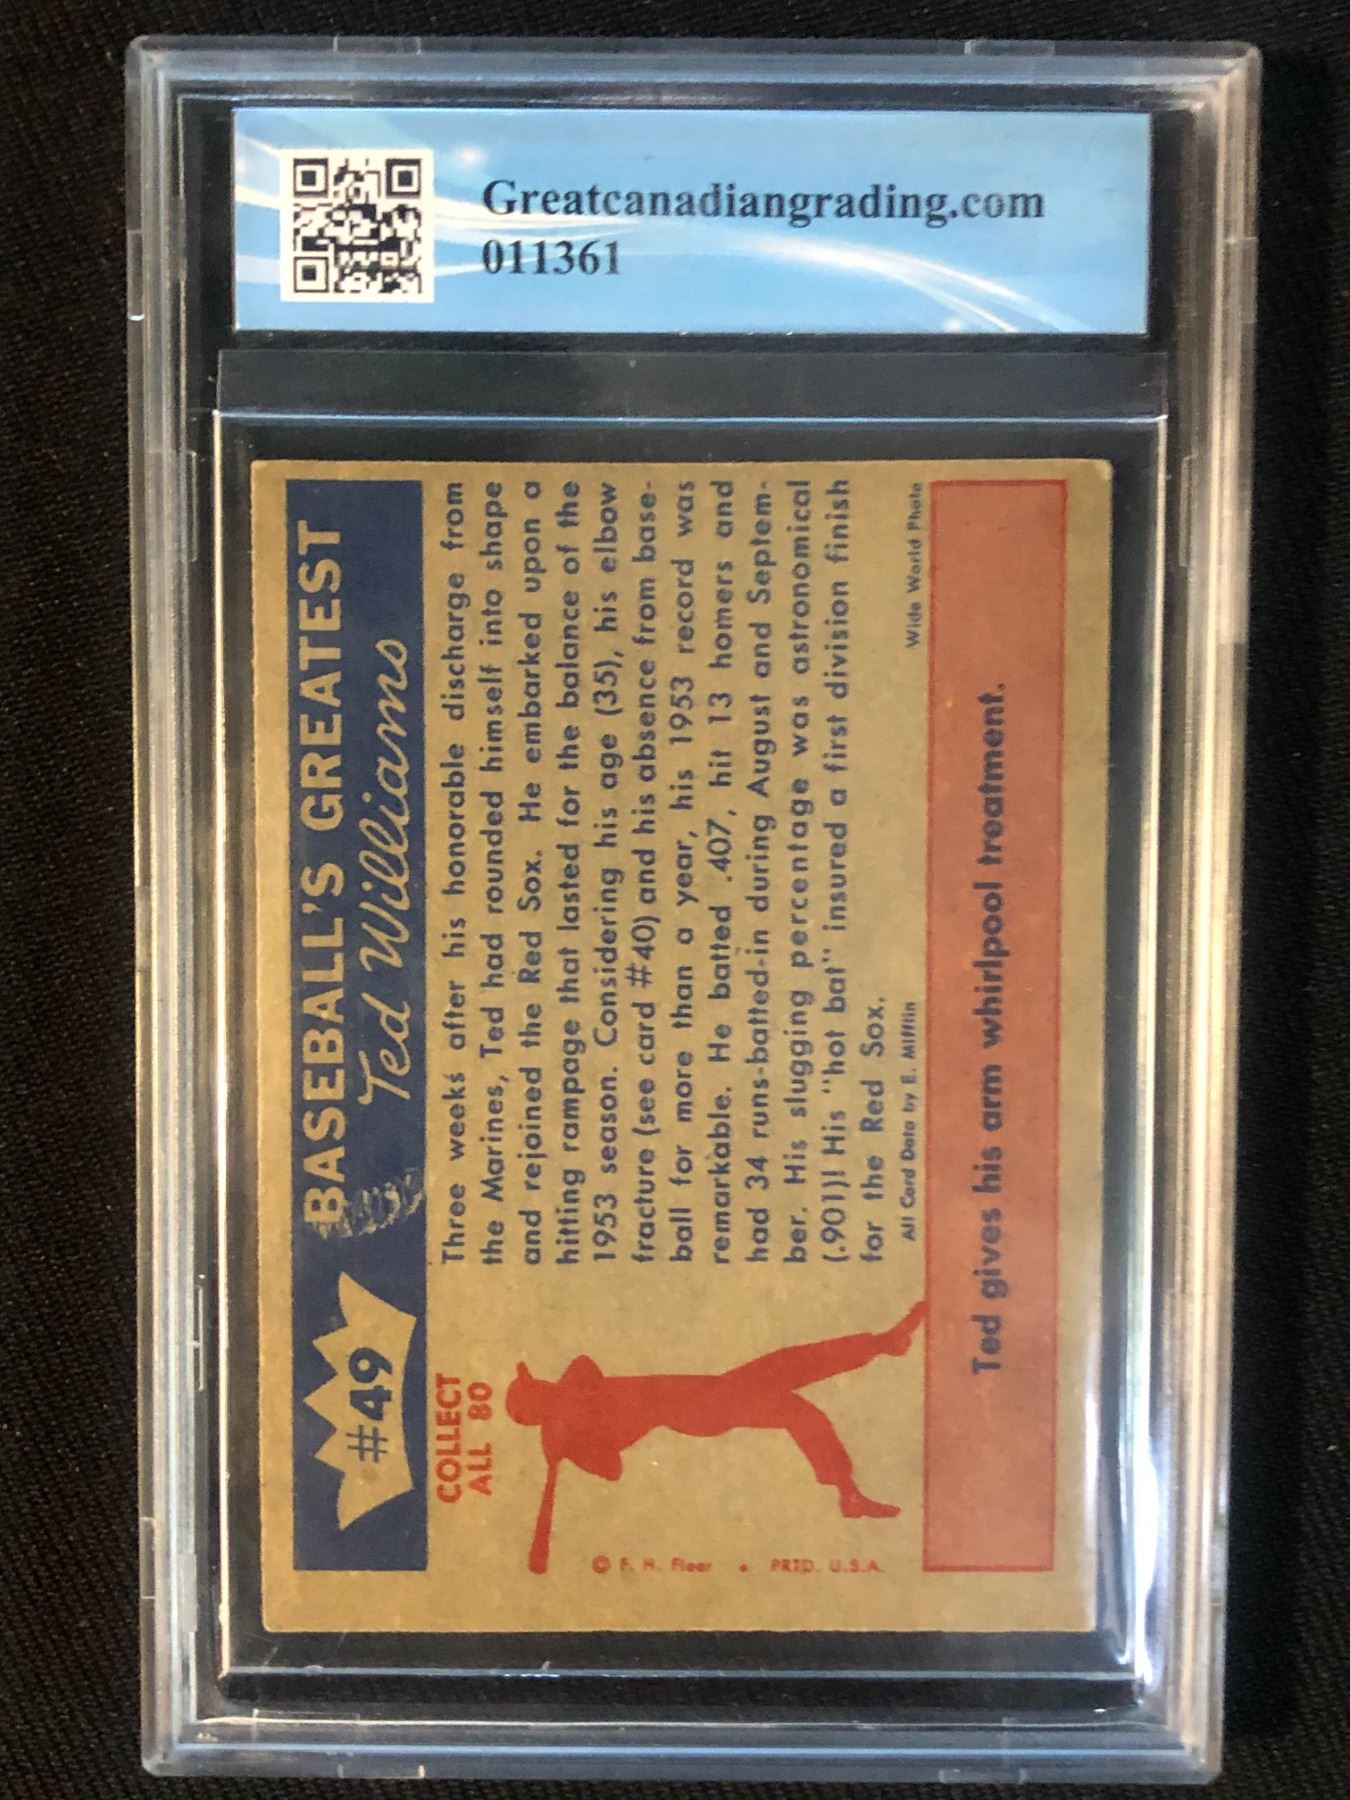 Greatcanadiangrading.com
011361
#49
BASEBALL'S GREATEST
Ted Williams
COLLECT
ALL 80
Three weeks after his honorable discharge from
the Marines, Ted had rounded himself into shape
and rejoined the Red Sox. He embarked upon a
hitting rampage that lasted for the balance of the
1953 season. Considering his age (35), his elbow
fracture (see card #40) and his absence from base-
ball for more than a year, his 1953 record was
remarkable. He batted .407, hit 13 homers and
had 34 runs-batted-in during August and Septem-
ber. His slugging percentage was astronomical
(.901)! His "hot bat" insured a first division finish
for the Red Sox.
All Card Data by E. Mifflin
Wide World Photo
© F. H. Fleer • PRTD. U.S.A.
Ted gives his arm whirlpool treatment.